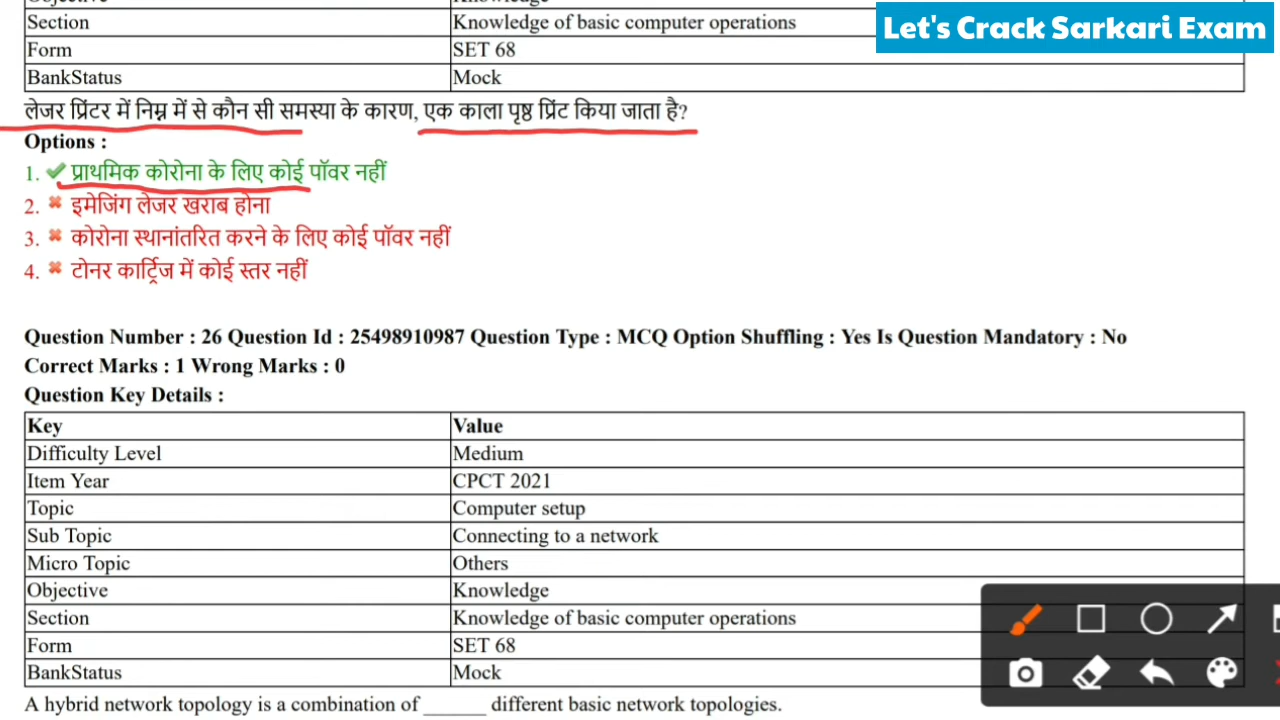 Let's Crack Sarkari Exam
Objective Knowledge
Section Knowledge of basic computer operations
Form SET 68
BankStatus Mock
लेजर प्रिंटर में निम्न में से कौन सी समस्या के कारण, एक काला पृष्ठ प्रिंट किया जाता है?
Options :
1. प्राथमिक कोरोना के लिए कोई पॉवर नहीं
2. इमेजिंग लेजर खराब होना
3. कोरोना स्थानांतरित करने के लिए कोई पॉवर नहीं
4. टोनर कार्ट्रिज में कोई स्तर नहीं
Question Number : 26 Question Id : 25498910987 Question Type : MCQ Option Shuffling : Yes Is Question Mandatory : No
Correct Marks : 1 Wrong Marks : 0
Question Key Details :
Key Value
Difficulty Level Medium
Item Year CPCT 2021
Topic Computer setup
Sub Topic Connecting to a network
Micro Topic Others
Objective Knowledge
Section Knowledge of basic computer operations
Form SET 68
BankStatus Mock
A hybrid network topology is a combination of ______ different basic network topologies.